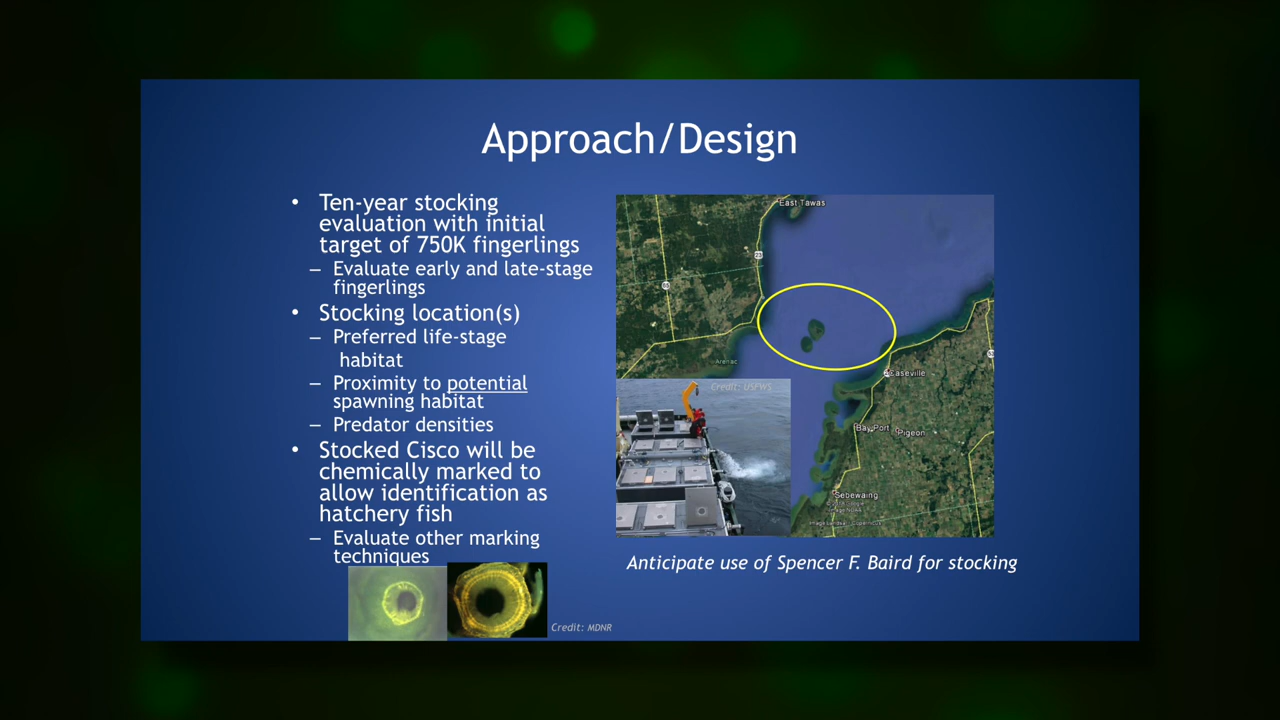 Approach/Design
• Ten-year stocking
evaluation with initial
target of 750K fingerlings
– Evaluate early and late-stage
fingerlings
• Stocking location(s)
– Preferred life-stage
habitat
– Proximity to potential
spawning habitat
– Predator densities
• Stocked Cisco will be
chemically marked to
allow identification as
hatchery fish
– Evaluate other marking
techniques
Credit: MDNR
East Tawas
23
Arenac
Caseville
Bay Port
Pigeon
Sebewaing
Credit: USFWS
Anticipate use of Spencer F. Baird for stocking